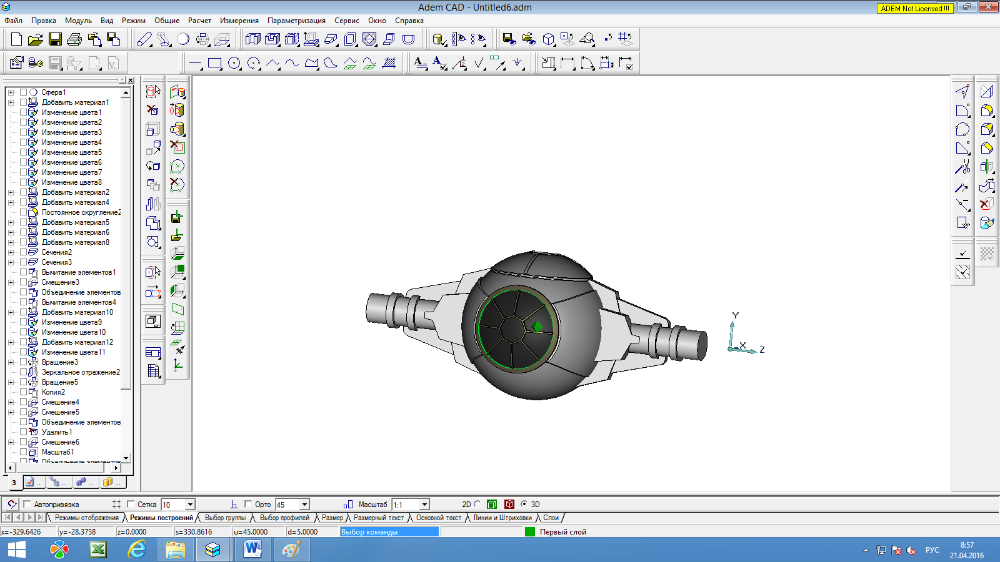 Adem CAD - Untitled6.adm
ADEM Not Licensed !!!
Файл Правка Модуль Вид Режим Общие Расчет Измерения Параметризация Сервис Окно Справка
Сфера1
Добавить материал1
Изменение цвета1
Изменение цвета2
Изменение цвета3
Изменение цвета4
Изменение цвета5
Изменение цвета6
Изменение цвета7
Изменение цвета8
Добавить материал2
Добавить материал4
Постоянное скругление2
Добавить материал5
Добавить материал6
Добавить материал8
Сечения2
Сечения3
Вычитание элементов1
Смещение3
Объединение элементов
Вычитание элементов4
Добавить материал10
Изменение цвета9
Изменение цвета10
Добавить материал12
Изменение цвета11
Вращение3
Зеркальное отражение2
Вращение5
Копия2
Смещение4
Смещение5
Объединение элементов
Удалить1
Смещение6
Масштаб1
Объединение элементов
3 .. ... ... ...
Y
X
Z
Автопривязка Сетка 10 Орто 45 Масштаб 1:1 2D 3D
Режимы отображения Режимы построений Выбор группы Выбор профилей Размер Размерный текст Основной текст Линии и Штриховки Слои
x=-329.6426 y=-28.3758 z=0.0000 s=330.8616 u=45.0000 d=5.0000 Выбор команды Первый слой
РУС
8:57
21.04.2016